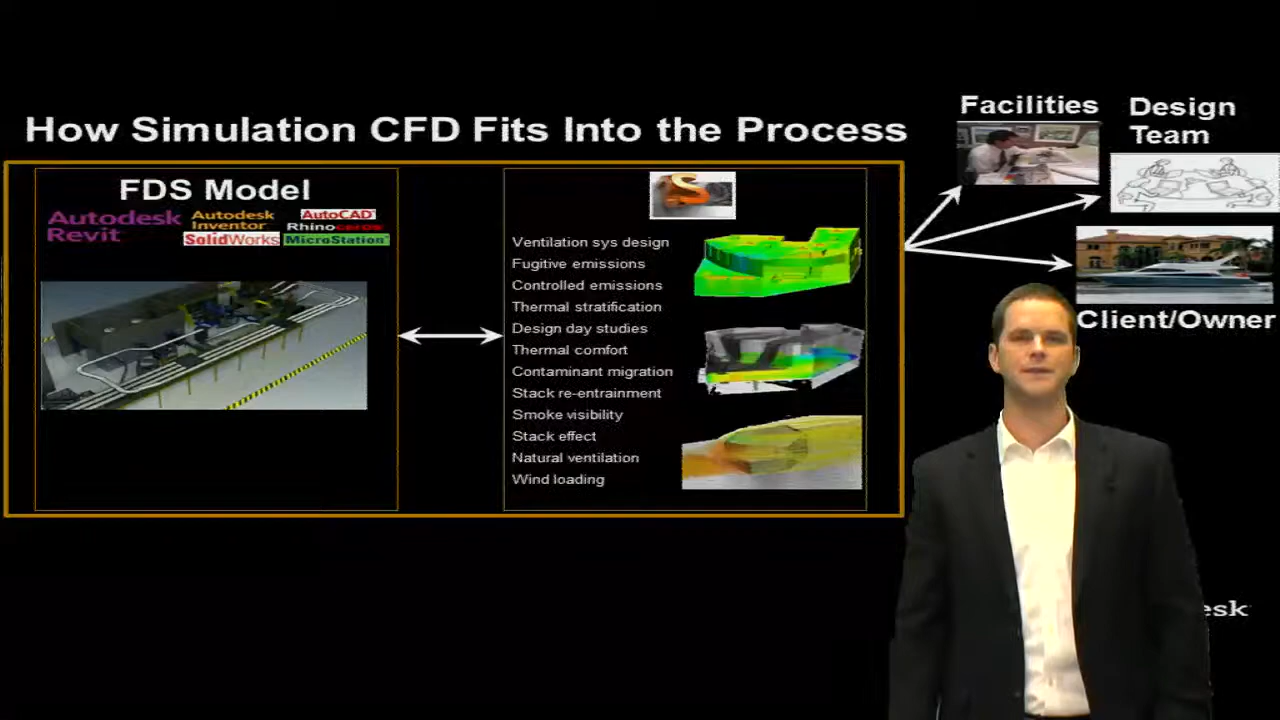 Facilities
Design
Team
How Simulation CFD Fits Into the Process
FDS Model
Autodesk
Revit
Autodesk
Inventor
AutoCAD
Rhinoceros
SolidWorks
MicroStation
S
Ventilation sys design
Fugitive emissions
Controlled emissions
Thermal stratification
Design day studies
Thermal comfort
Contaminant migration
Stack re-entrainment
Smoke visibility
Stack effect
Natural ventilation
Wind loading
Client/Owner
esk